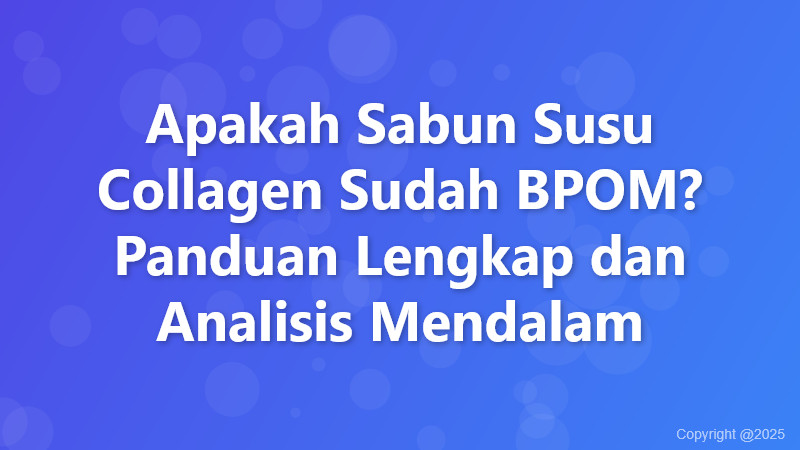 Apakah Sabun Susu
Collagen Sudah BPOM?
Panduan Lengkap dan
Analisis Mendalam
Copyright @2025